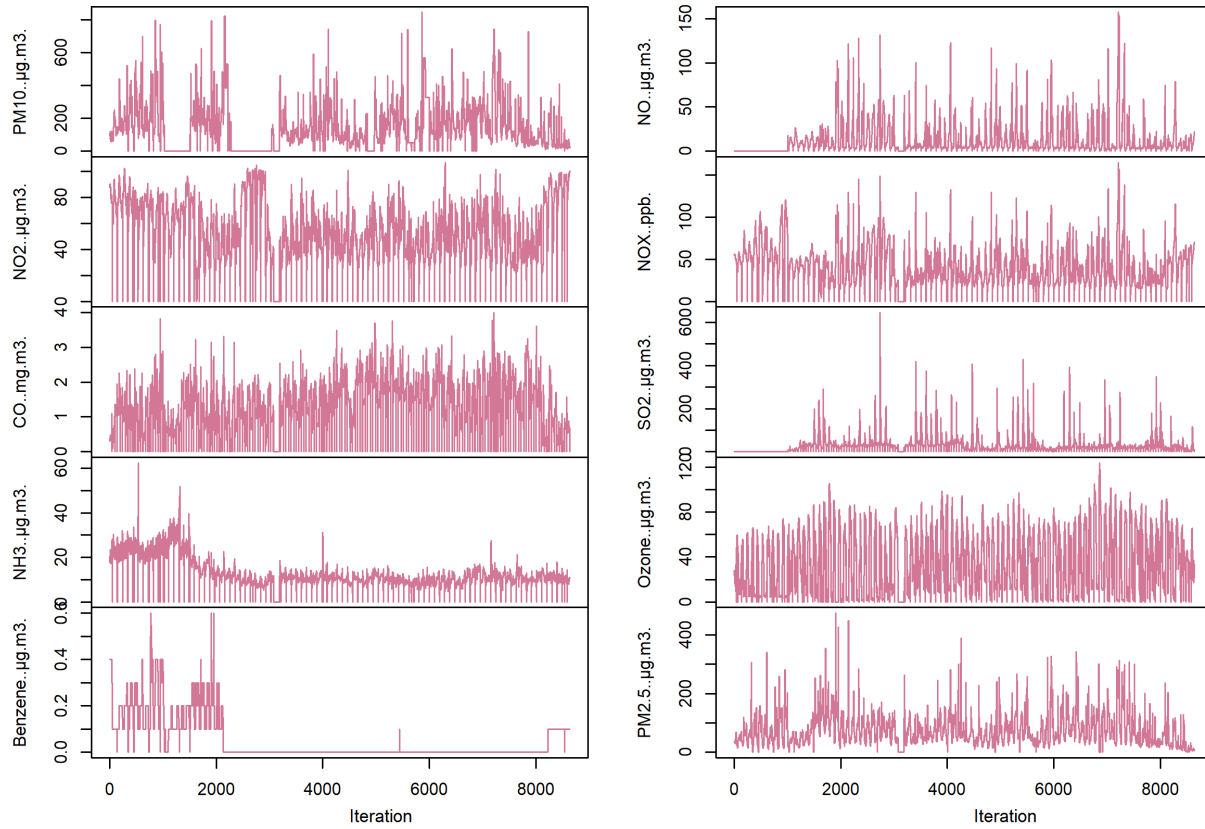 PM10..µg.m3.
0 200 600
NO2..µg.m3.
0 40 80
CO..mg.m3.
0 1 2 3 4
NH3..µg.m3.
0 20 40 60
Benzene..µg.m3.
0.0 0.2 0.4 0.6
0 2000 4000 6000 8000
Iteration
NO..µg.m3.
0 50 100 150
NOX..ppb.
0 50 100
SO2..µg.m3.
0 200 600
Ozone..µg.m3.
0 40 80 120
PM2.5..µg.m3.
0 200 400
0 2000 4000 6000 8000
Iteration